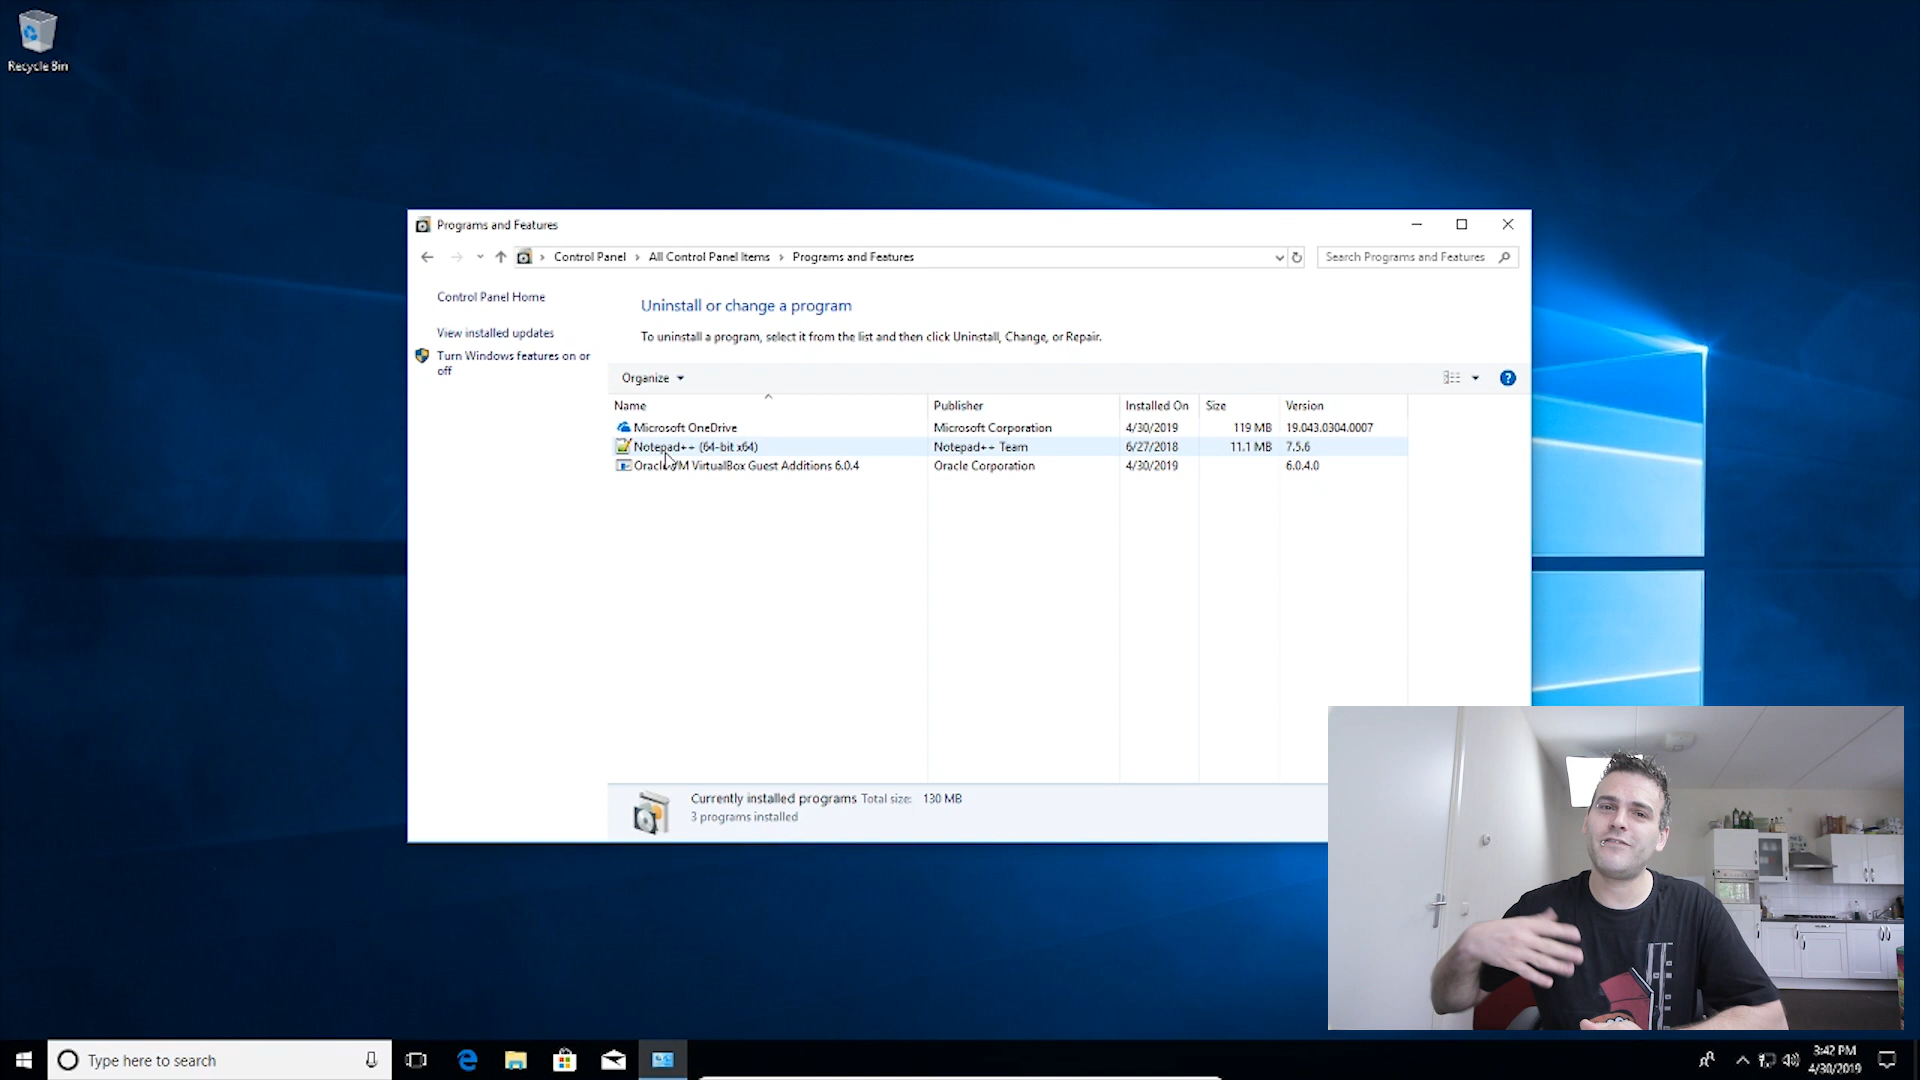 Recycle Bin
Programs and Features
Control Panel > All Control Panel Items > Programs and Features
Search Programs and Features
Control Panel Home
View installed updates
Turn Windows features on or
off
Uninstall or change a program
To uninstall a program, select it from the list and then click Uninstall, Change, or Repair.
Organize
Name Publisher Installed On Size Version
Microsoft OneDrive Microsoft Corporation 4/30/2019 119 MB 19.043.0304.0007
Notepad++ (64-bit x64) Notepad++ Team 6/27/2018 11.1 MB 7.5.6
Oracle VM VirtualBox Guest Additions 6.0.4 Oracle Corporation 4/30/2019 6.0.4.0
Currently installed programs Total size: 130 MB
3 programs installed
Type here to search
3:42 PM
4/30/2019